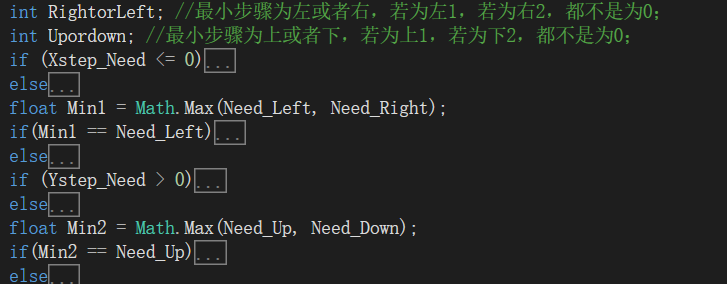 int RightorLeft; //最小步骤为左或者右，若为左1，若为右2，都不是为0；
int Upordown; //最小步骤为上或者下，若为上1，若为下2，都不是为0；
if (Xstep_Need <= 0)...
else...
float Min1 = Math.Max(Need_Left, Need_Right);
if(Min1 == Need_Left)...
else...
if (Ystep_Need > 0)...
else...
float Min2 = Math.Max(Need_Up, Need_Down);
if(Min2 == Need_Up)...
else...